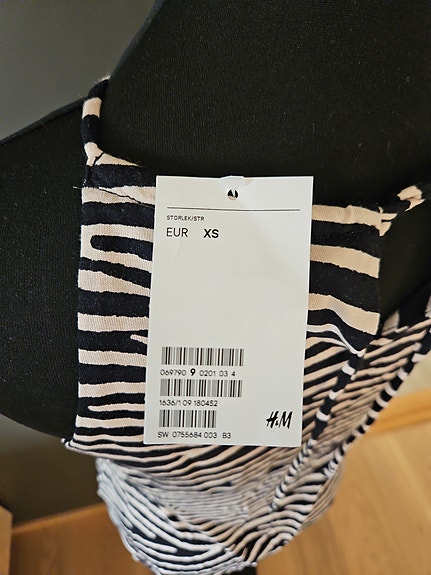 STORLEK/STR
EUR XS
069790 9 0201 03 4
1636/1 09 180452
H&M
SW 0755684 003 B3